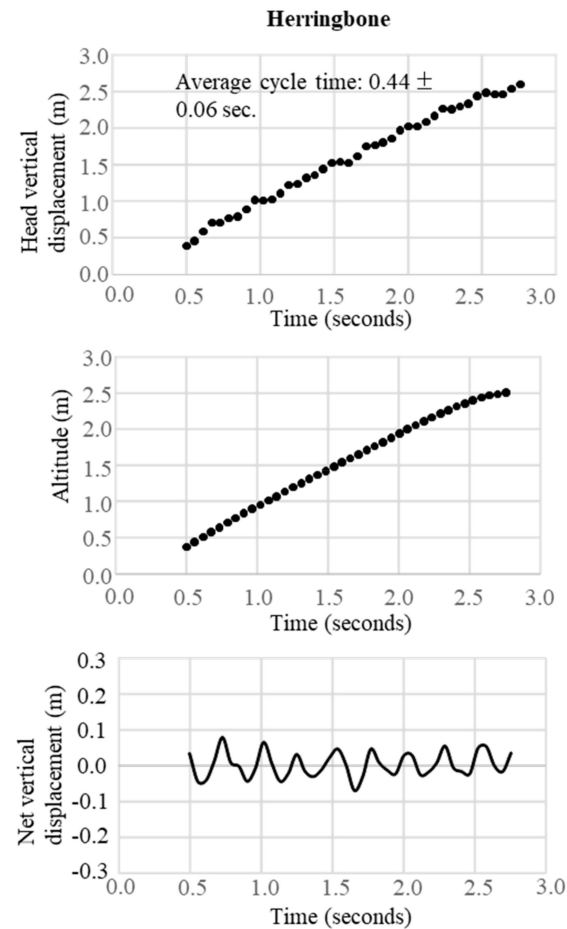 Herringbone
3.0
2.5
2.0
1.5
1.0
0.5
0.0
Head vertical
displacement (m)
Average cycle time: 0.44 ±
0.06 sec.
0.0 0.5 1.0 1.5 2.0 2.5 3.0
Time (seconds)
3.0
2.5
2.0
1.5
1.0
0.5
0.0
Altitude (m)
0.0 0.5 1.0 1.5 2.0 2.5 3.0
Time (seconds)
0.3
0.2
0.1
0.0
-0.1
-0.2
-0.3
Net vertical
displacement (m)
0.0 0.5 1.0 1.5 2.0 2.5 3.0
Time (seconds)